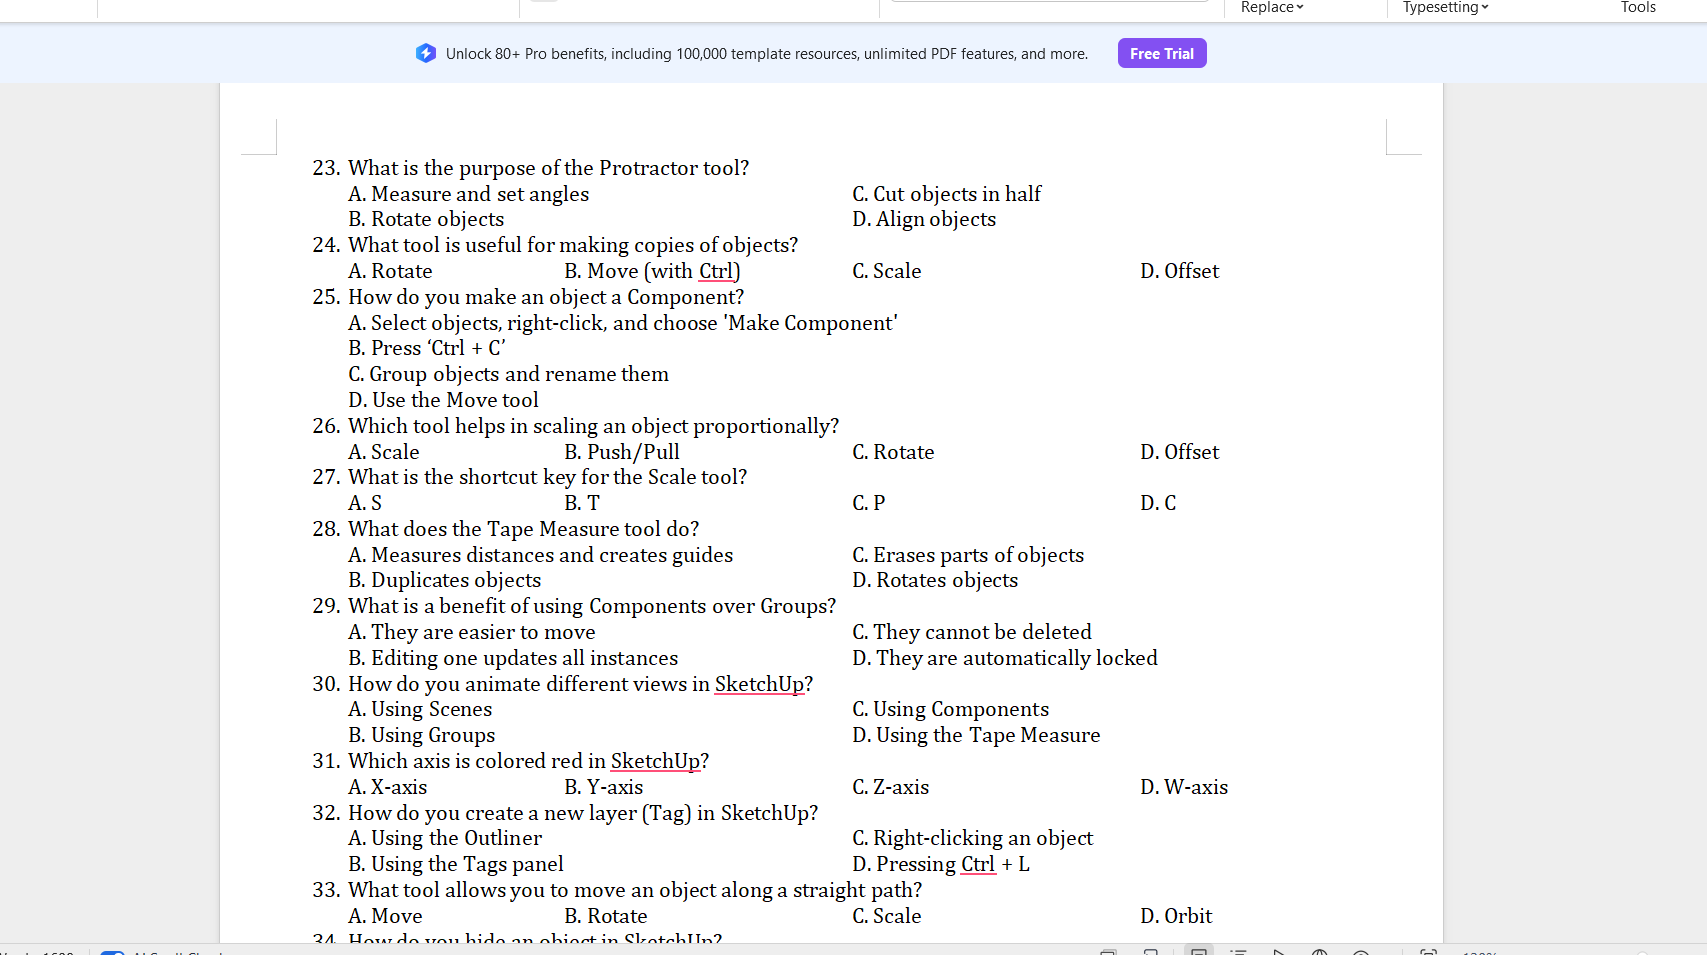 Replace
Typesetting
Tools
Unlock 80+ Pro benefits, including 100,000 template resources, unlimited PDF features, and more.
Free Trial
23. What is the purpose of the Protractor tool?
A. Measure and set angles C. Cut objects in half
B. Rotate objects D. Align objects
24. What tool is useful for making copies of objects?
A. Rotate B. Move (with Ctrl) C. Scale D. Offset
25. How do you make an object a Component?
A. Select objects, right-click, and choose 'Make Component'
B. Press ‘Ctrl + C’
C. Group objects and rename them
D. Use the Move tool
26. Which tool helps in scaling an object proportionally?
A. Scale B. Push/Pull C. Rotate D. Offset
27. What is the shortcut key for the Scale tool?
A. S B. T C. P D. C
28. What does the Tape Measure tool do?
A. Measures distances and creates guides C. Erases parts of objects
B. Duplicates objects D. Rotates objects
29. What is a benefit of using Components over Groups?
A. They are easier to move C. They cannot be deleted
B. Editing one updates all instances D. They are automatically locked
30. How do you animate different views in SketchUp?
A. Using Scenes C. Using Components
B. Using Groups D. Using the Tape Measure
31. Which axis is colored red in SketchUp?
A. X-axis B. Y-axis C. Z-axis D. W-axis
32. How do you create a new layer (Tag) in SketchUp?
A. Using the Outliner C. Right-clicking an object
B. Using the Tags panel D. Pressing Ctrl + L
33. What tool allows you to move an object along a straight path?
A. Move B. Rotate C. Scale D. Orbit
34. How do you hide an object in SketchUp?